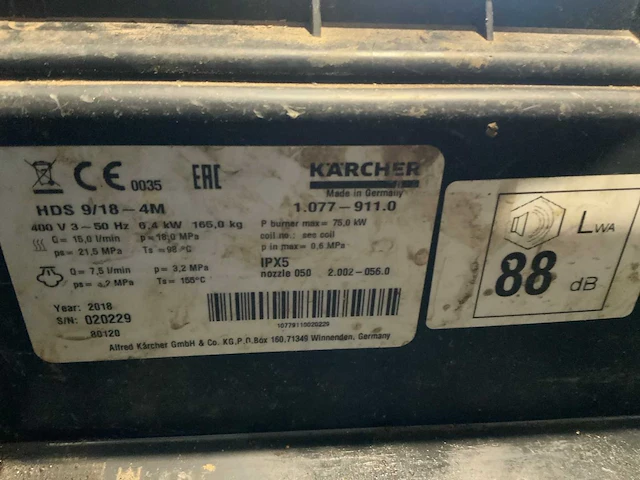 CE 0035 EAC KÄRCHER
Made in Germany
HDS 9/18-4M 1.077-911.0
400 V 3~50 Hz 6,4 kW 165,0 kg P burner max= 75,0 kW
Q= 15,0 l/min p=18,0 MPa coil no.: see coil
ps= 21,5 MPa Ts =98 °C p in max= 0,6 MPa
IPX5
Q= 7,5 l/min p= 3,2 MPa nozzle 050 2.002-056.0
MPa Ts= 155°C
Year: 2018
S/N: 020229
80120
10779110020229
Alfred Kärcher GmbH & Co. KG,P.O.Box 160.71349 Winnenden, Germany
LWA
88 dB